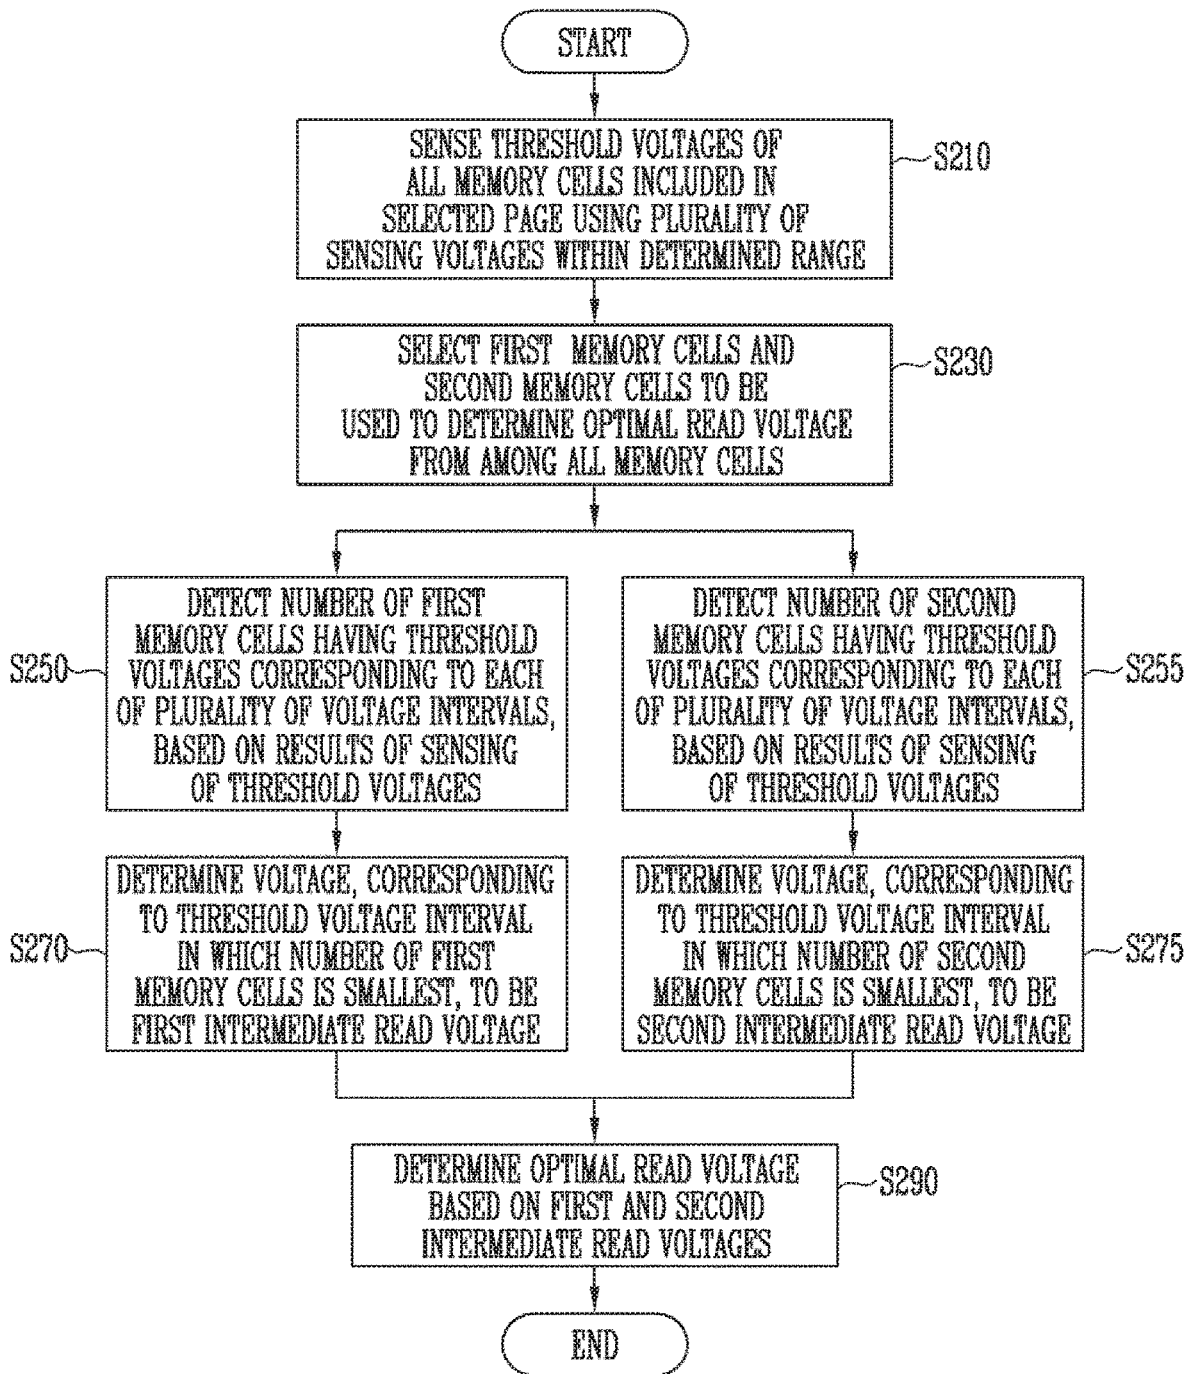 START
SENSE THRESHOLD VOLTAGES OF
ALL MEMORY CELLS INCLUDED IN
SELECTED PAGE USING PLURALITY OF
SENSING VOLTAGES WITHIN DETERMINED RANGE
S210
SELECT FIRST MEMORY CELLS AND
SECOND MEMORY CELLS TO BE
USED TO DETERMINE OPTIMAL READ VOLTAGE
FROM AMONG ALL MEMORY CELLS
S230
S250
DETECT NUMBER OF FIRST
MEMORY CELLS HAVING THRESHOLD
VOLTAGES CORRESPONDING TO EACH
OF PLURALITY OF VOLTAGE INTERVALS,
BASED ON RESULTS OF SENSING
OF THRESHOLD VOLTAGES
DETECT NUMBER OF SECOND
MEMORY CELLS HAVING THRESHOLD
VOLTAGES CORRESPONDING TO EACH
OF PLURALITY OF VOLTAGE INTERVALS,
BASED ON RESULTS OF SENSING
OF THRESHOLD VOLTAGES
S255
S270
DETERMINE VOLTAGE, CORRESPONDING
TO THRESHOLD VOLTAGE INTERVAL
IN WHICH NUMBER OF FIRST
MEMORY CELLS IS SMALLEST, TO BE
FIRST INTERMEDIATE READ VOLTAGE
DETERMINE VOLTAGE, CORRESPONDING
TO THRESHOLD VOLTAGE INTERVAL
IN WHICH NUMBER OF SECOND
MEMORY CELLS IS SMALLEST, TO BE
SECOND INTERMEDIATE READ VOLTAGE
S275
DETERMINE OPTIMAL READ VOLTAGE
BASED ON FIRST AND SECOND
INTERMEDIATE READ VOLTAGES
S290
END